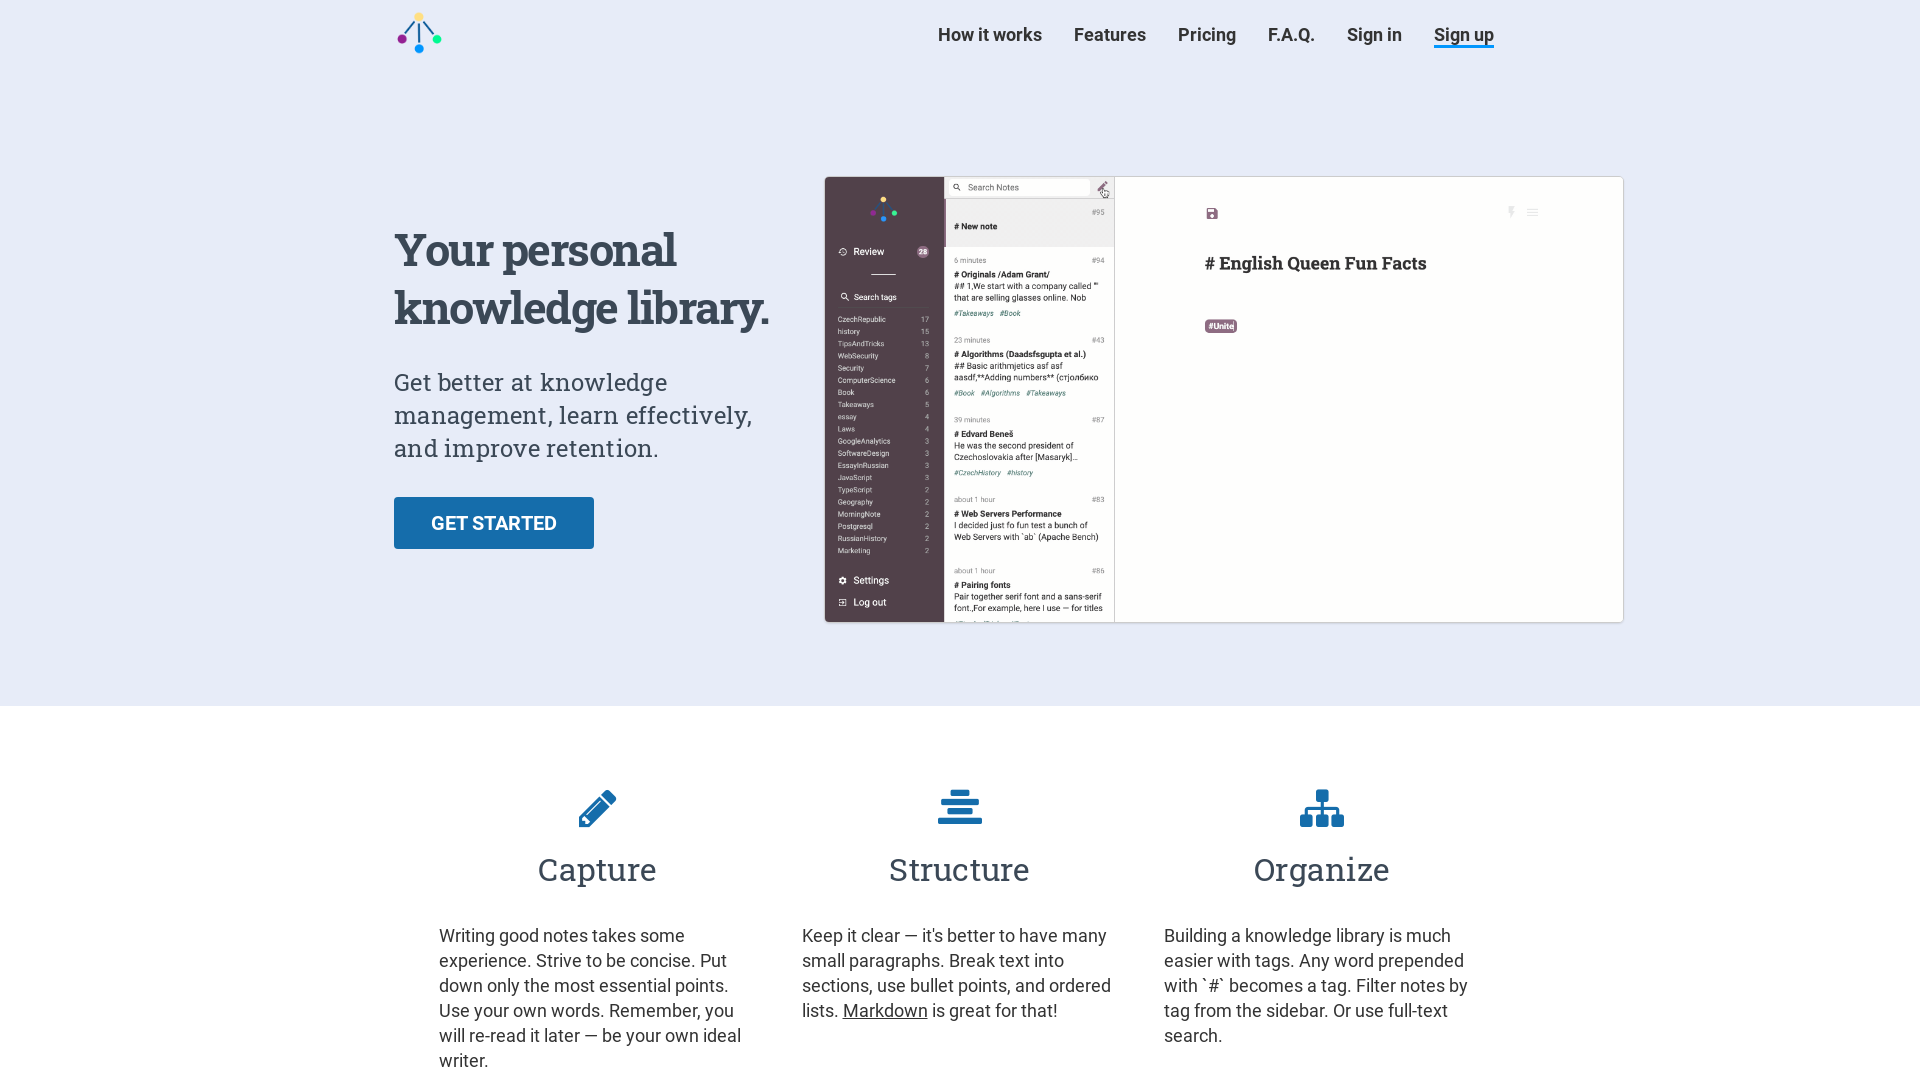 How it works
Features
Pricing
F.A.Q.
Sign in
Sign up
Your personal
knowledge library.
Get better at knowledge
management, learn effectively,
and improve retention.
GET STARTED
Review
28
Search tags
CzechRepublic 17
history 15
TipsAndTricks 13
WebSecurity 8
Security 7
ComputerScience 6
Book 6
Takeaways 5
essay 4
Laws 4
GoogleAnalytics 3
SoftwareDesign 3
EssayInRussian 3
JavaScript 3
TypeScript 2
Geography 2
MorningNote 2
Postgresql 2
RussianHistory 2
Marketing 2
Settings
Log out
Search Notes
#95
# New note
6 minutes #94
# Originals /Adam Grant/
## 1,We start with a company called ""
that are selling glasses online. Nob
#Takeaways #Book
23 minutes #43
# Algorithms (Daadsfsgupta et al.)
## Basic arithmjetics asf asf
aasdf,**Adding numbers** (стjолбико
#Book #Algorithms #Takeaways
39 minutes #87
# Edvard Beneš
He was the second president of
Czechoslovakia after [Masaryk]...
#CzechHistory #history
about 1 hour #83
# Web Servers Performance
I decided just fo fun test a bunch of
Web Servers with `ab` (Apache Bench)
about 1 hour #86
# Pairing fonts
Pair together serif font and a sans-serif
font.,For example, here I use — for titles
# English Queen Fun Facts
#Unite
Capture
Writing good notes takes some
experience. Strive to be concise. Put
down only the most essential points.
Use your own words. Remember, you
will re-read it later — be your own ideal
writer.
Structure
Keep it clear — it's better to have many
small paragraphs. Break text into
sections, use bullet points, and ordered
lists. Markdown is great for that!
Organize
Building a knowledge library is much
easier with tags. Any word prepended
with `#` becomes a tag. Filter notes by
tag from the sidebar. Or use full-text
search.